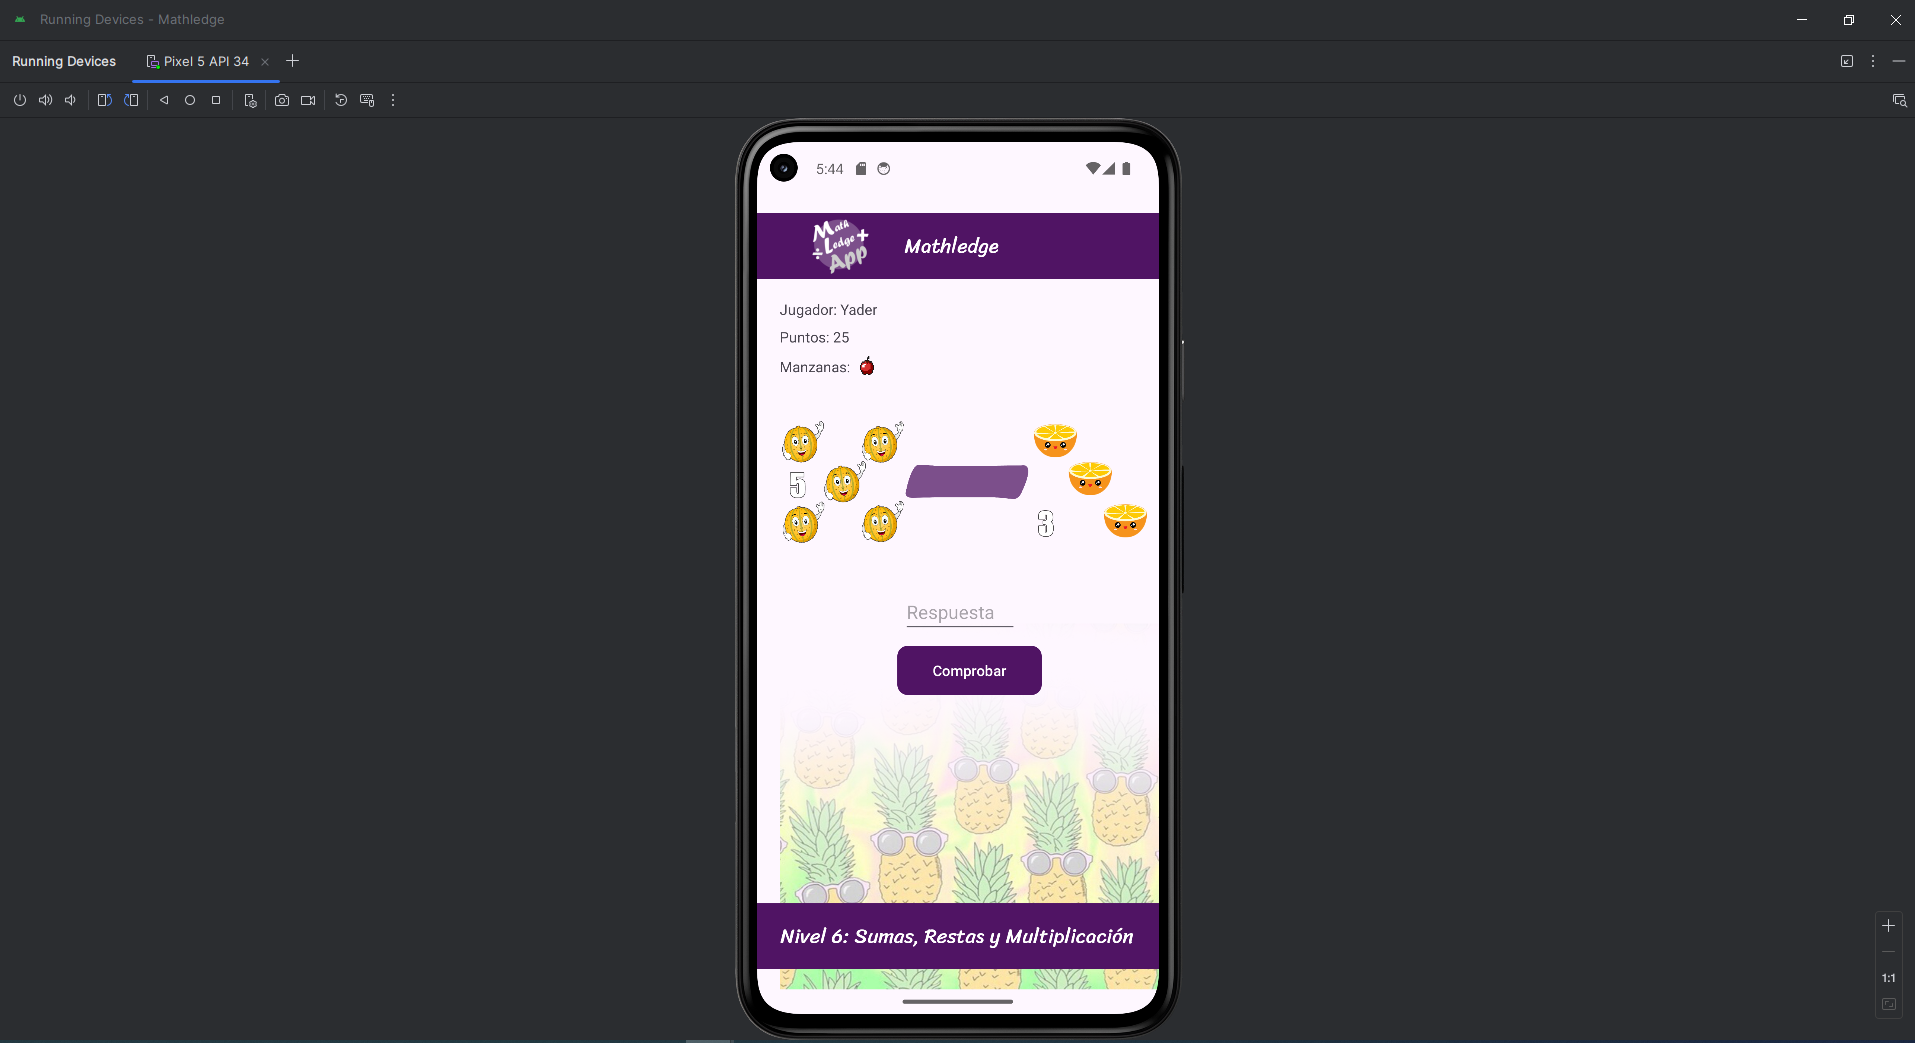 Running Devices - Mathledge
Running Devices
Pixel 5 API 34
5:44
Math
Ledge
App
Mathledge
Jugador: Yader
Puntos: 25
Manzanas:
5
3
Respuesta
Comprobar
Nivel 6: Sumas, Restas y Multiplicación
1:1